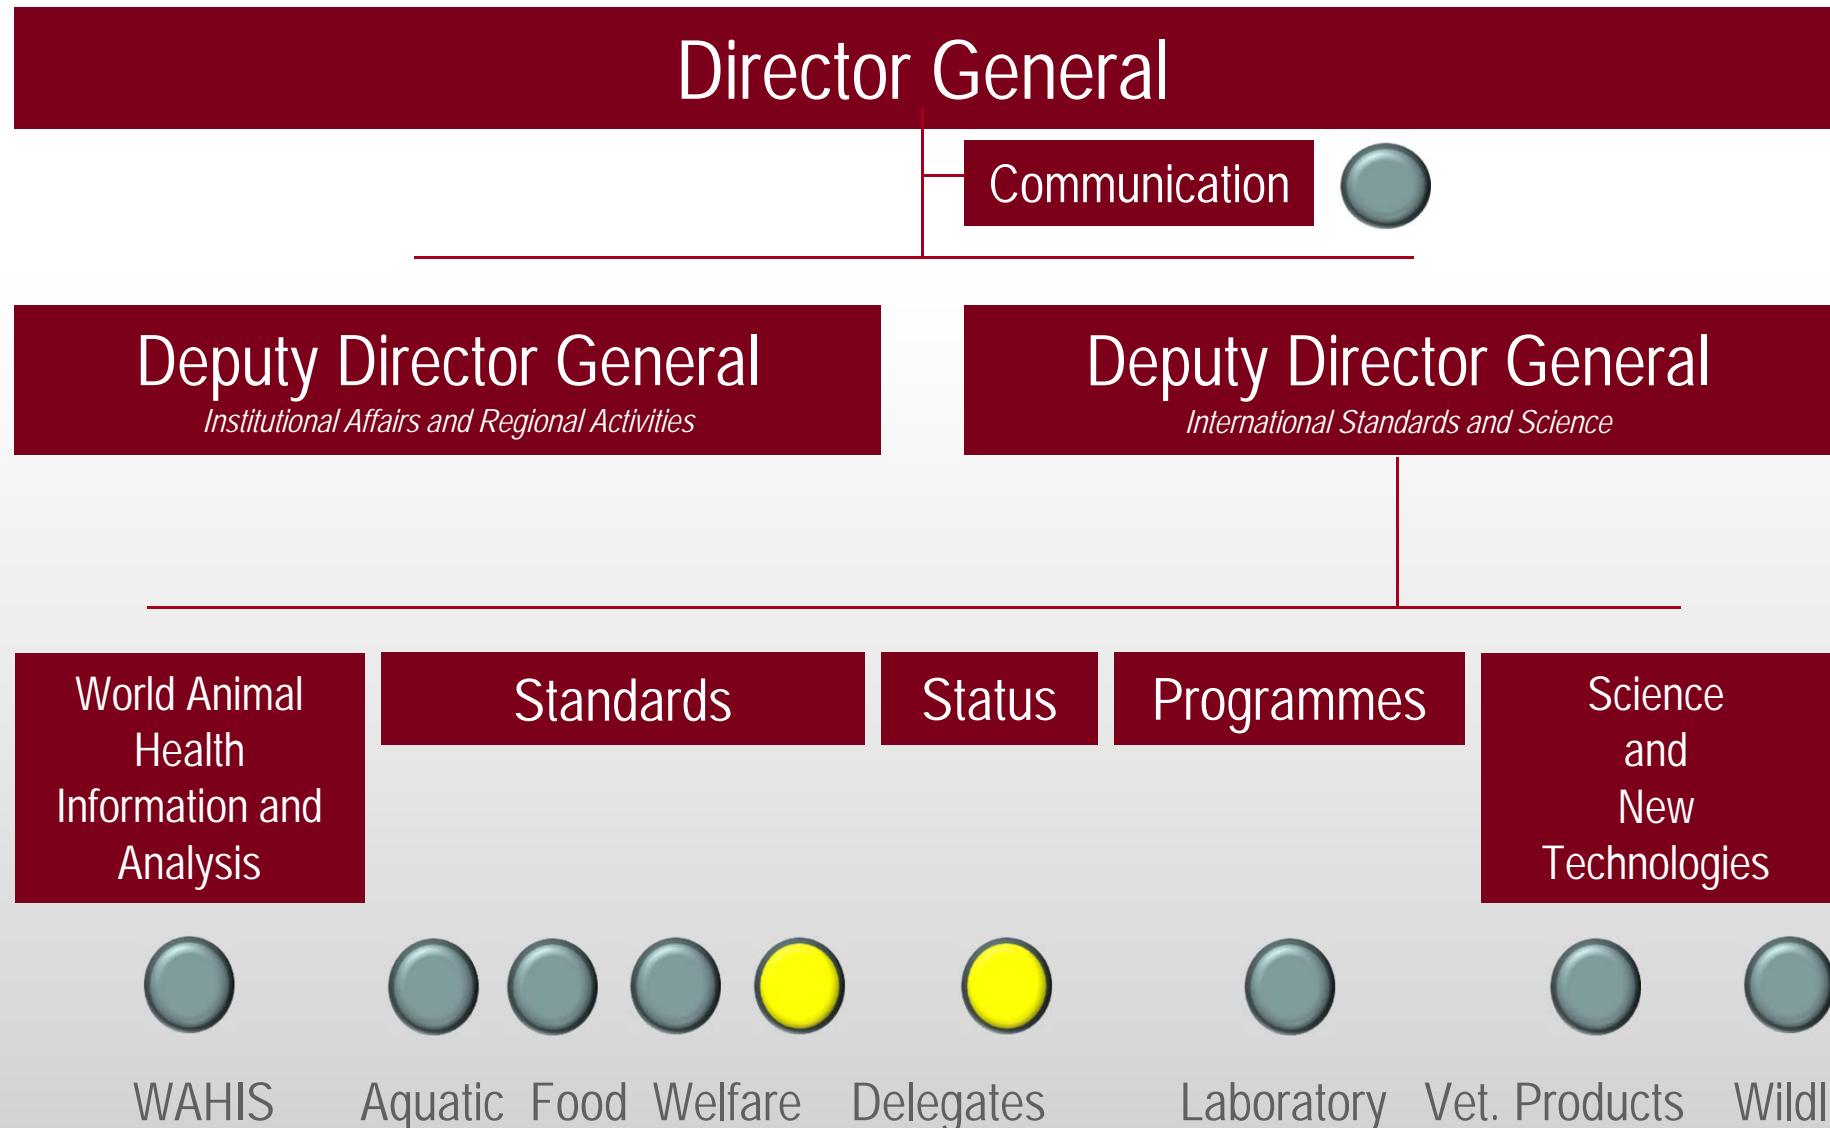 Director General
Communication
Deputy Director General
Institutional Affairs and Regional Activities
Deputy Director General
International Standards and Science
World Animal
Health
Information and
Analysis
Standards
Status
Programmes
Science
and
New
Technologies
WAHIS Aquatic Food Welfare Delegates Laboratory Vet. Products Wildl